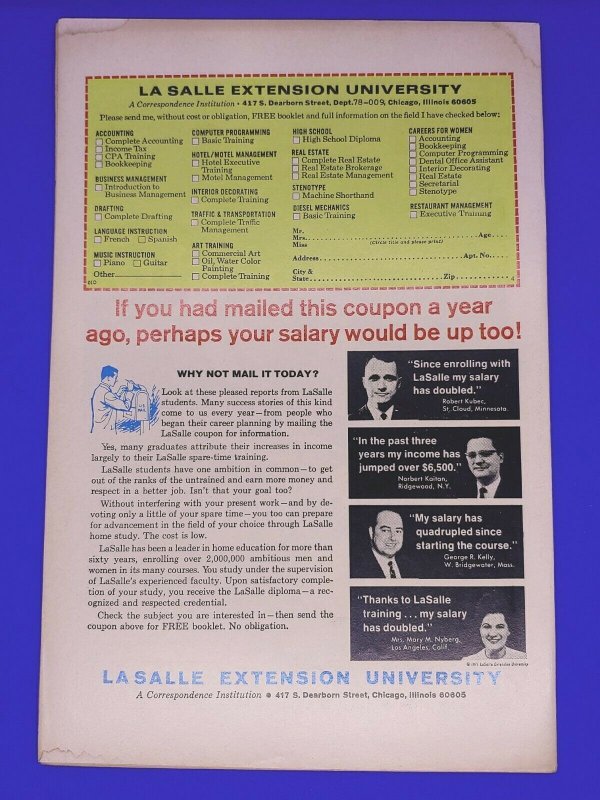 LA SALLE EXTENSION UNIVERSITY
A Correspondence Institution • 417 S. Dearborn Street, Dept. 78-009, Chicago, Illinois 60605
Please send me, without cost or obligation, FREE booklet and full information on the field I have checked below:
ACCOUNTING
Complete Accounting
Income Tax
CPA Training
Bookkeeping
BUSINESS MANAGEMENT
Introduction to
Business Management
DRAFTING
Complete Drafting
LANGUAGE INSTRUCTION
French Spanish
MUSIC INSTRUCTION
Piano Guitar
Other
COMPUTER PROGRAMMING
Basic Training
HOTEL/MOTEL MANAGEMENT
Hotel Executive
Training
Motel Management
INTERIOR DECORATING
Complete Training
TRAFFIC & TRANSPORTATION
Complete Traffic
Management
ART TRAINING
Commercial Art
Oil, Water Color
Painting
Complete Training
HIGH SCHOOL
High School Diploma
REAL ESTATE
Complete Real Estate
Real Estate Brokerage
Real Estate Management
STENOTYPE
Machine Shorthand
DIESEL MECHANICS
Basic Training
CAREERS FOR WOMEN
Accounting
Bookkeeping
Computer Programming
Dental Office Assistant
Interior Decorating
Real Estate
Secretarial
Stenotype
RESTAURANT MANAGEMENT
Executive Training
Mr.
Mrs. Age
Miss (Circle title and please print)
Address Apt. No.
City &
State Zip
4
If you had mailed this coupon a year
ago, perhaps your salary would be up too!
WHY NOT MAIL IT TODAY?
U.S. MAIL
Look at these pleased reports from LaSalle
students. Many success stories of this kind
come to us every year—from people who
began their career planning by mailing the
LaSalle coupon for information.
Yes, many graduates attribute their increases in income
largely to their LaSalle spare-time training.
LaSalle students have one ambition in common—to get
out of the ranks of the untrained and earn more money and
respect in a better job. Isn't that your goal too?
Without interfering with your present work—and by de-
voting only a little of your spare time—you too can prepare
for advancement in the field of your choice through LaSalle
home study. The cost is low.
LaSalle has been a leader in home education for more than
sixty years, enrolling over 2,000,000 ambitious men and
women in its many courses. You study under the supervision
of LaSalle's experienced faculty. Upon satisfactory comple-
tion of your study, you receive the LaSalle diploma—a rec-
ognized and respected credential.
Check the subject you are interested in—then send the
coupon above for FREE booklet. No obligation.
"Since enrolling with
LaSalle my salary
has doubled."
Robert Kubec,
St. Cloud, Minnesota
"In the past three
years my income has
jumped over $6,500."
Norbert Kaitan,
Ridgewood, N.Y.
"My salary has
quadrupled since
starting the course."
George R. Kelly,
W. Bridgewater, Mass.
"Thanks to LaSalle
training . . . my salary
has doubled."
Mrs. Mary M. Nyberg,
Los Angeles, Calif.
LaSalle Extension University
LASALLE EXTENSION UNIVERSITY
A Correspondence Institution • 417 S. Dearborn Street, Chicago, Illinois 60605